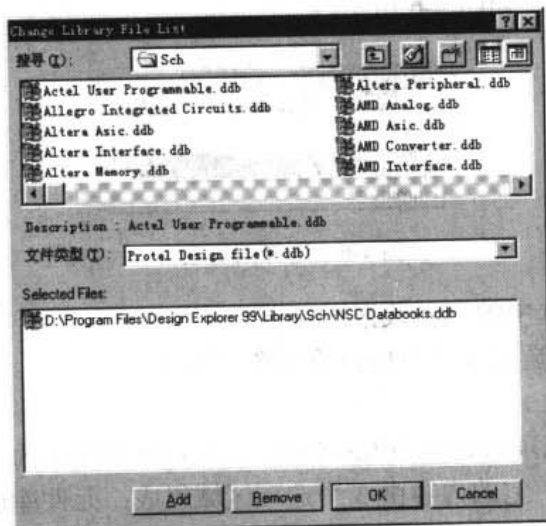 Change Library File List
搜寻(I):
Sch
Actel User Programmable.ddb
Allegro Integrated Circuits.ddb
Altera Asic.ddb
Altera Interface.ddb
Altera Memory.ddb
Altera Peripheral.ddb
AMD Analog.ddb
AMD Asic.ddb
AMD Converter.ddb
AMD Interface.ddb
Description : Actel User Programmable.ddb
文件类型(T):
Protel Design file(*.ddb)
Selected Files:
D:\Program Files\Design Explorer 99\Library\Sch\NSC Databooks.ddb
Add
Remove
OK
Cancel